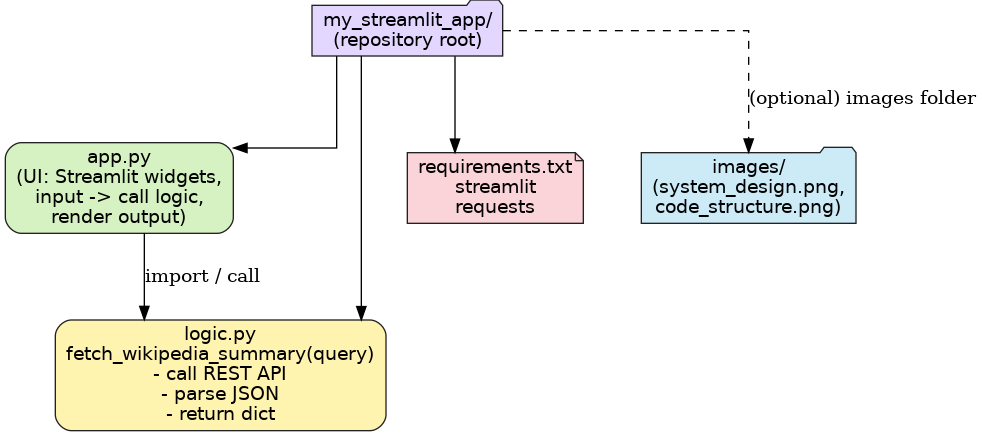 my_streamlit_app/
(repository root)
(optional) images folder
app.py
(UI: Streamlit widgets,
input -> call logic,
render output)
requirements.txt
streamlit
requests
images/
(system_design.png,
code_structure.png)
import / call
logic.py
fetch_wikipedia_summary(query)
- call REST API
- parse JSON
- return dict